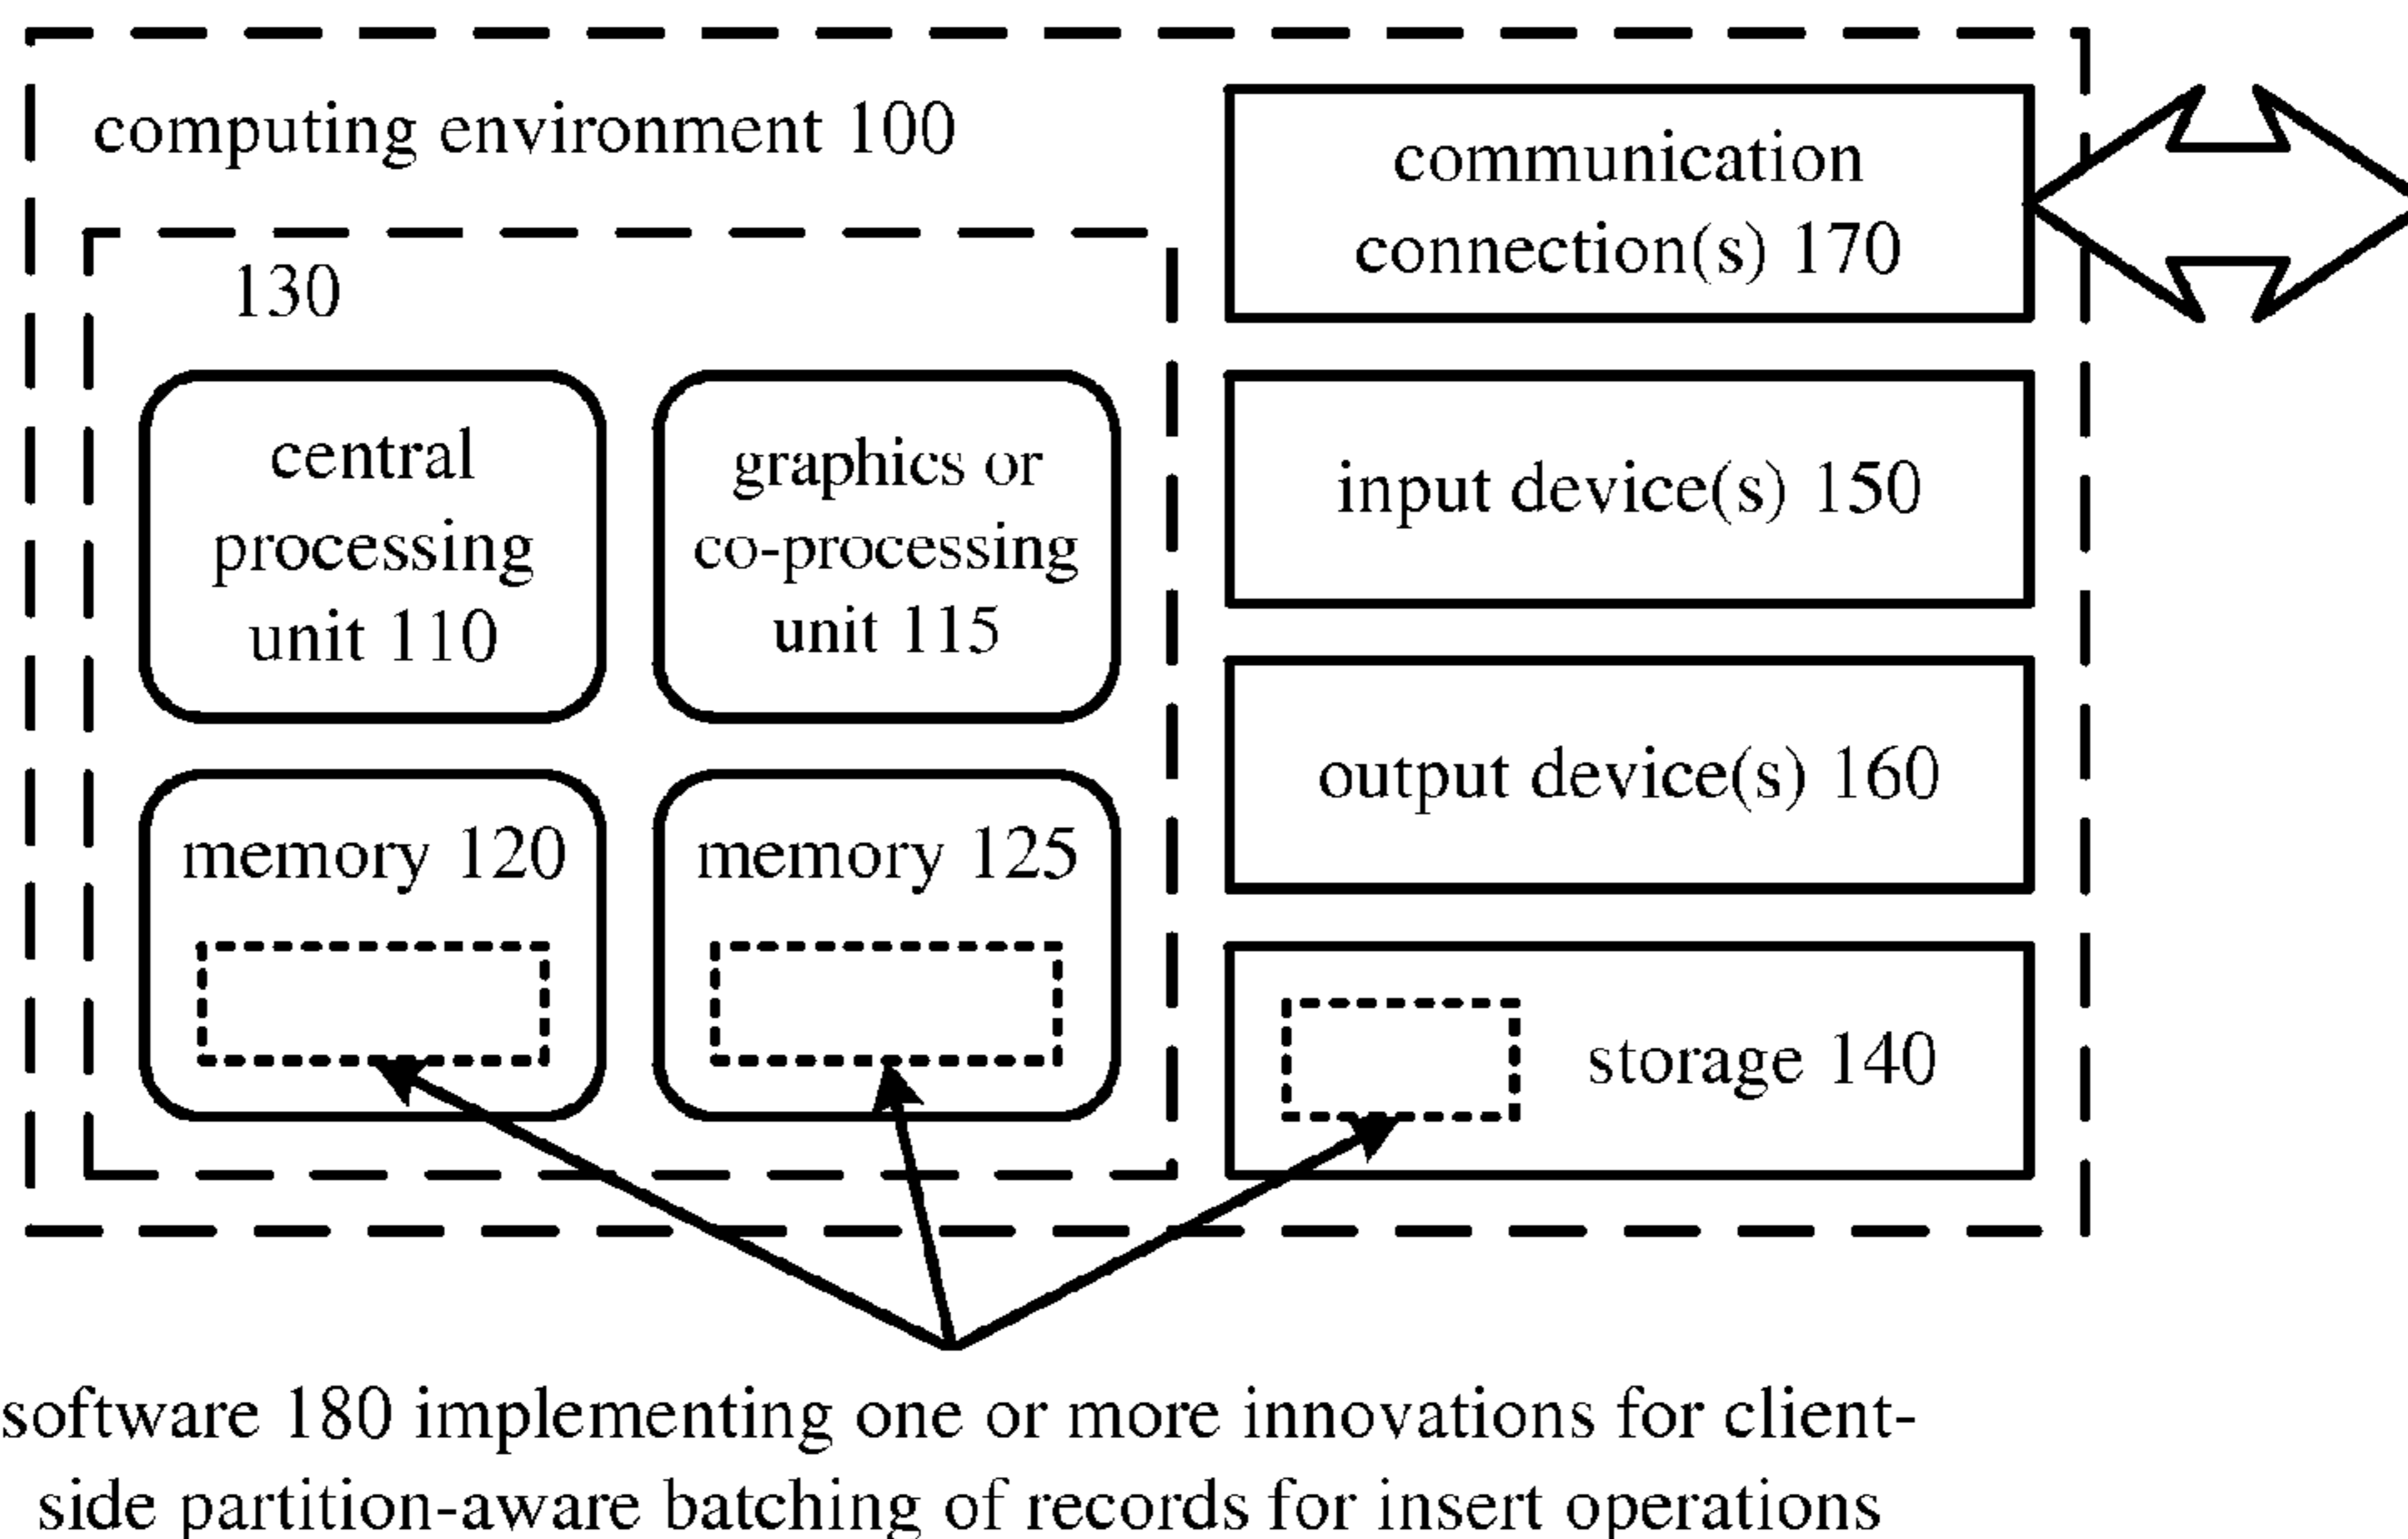 computing environment 100
130
central
processing
unit 110
graphics or
co-processing
unit 115
memory 120
memory 125
communication
connection(s) 170
input device(s) 150
output device(s) 160
storage 140
software 180 implementing one or more innovations for client-
side partition-aware batching of records for insert operations